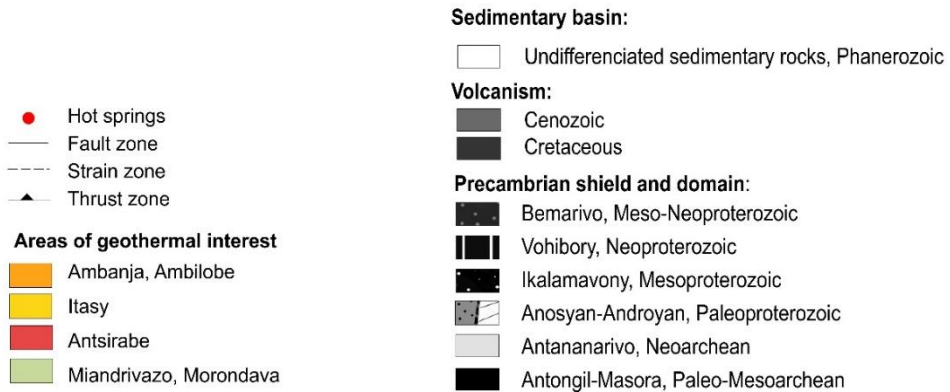 Sedimentary basin:
Undifferenciated sedimentary rocks, Phanerozoic
Volcanism:
Cenozoic
Cretaceous
Precambrian shield and domain:
Bemarivo, Meso-Neoproterozoic
Vohibory, Neoproterozoic
Ikalamavony, Mesoproterozoic
Anosyan-Androyan, Paleoproterozoic
Antananarivo, Neoarchean
Antongil-Masora, Paleo-Mesoarchean
Hot springs
Fault zone
Strain zone
Thrust zone
Areas of geothermal interest
Ambanja, Ambilobe
Itasy
Antsirabe
Miandrivazo, Morondava